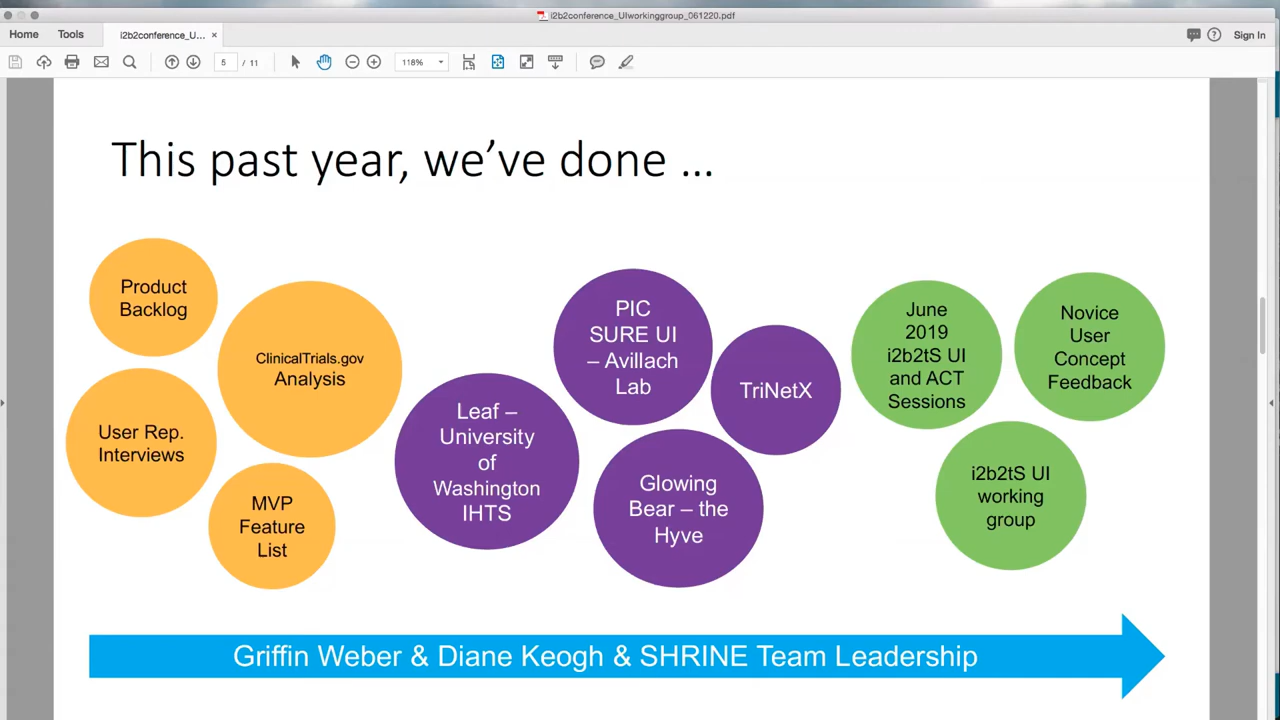 i2b2conference_UIworkinggroup_061220.pdf
Home
Tools
i2b2conference_U...
×
Sign In
5
/ 11
118%
This past year, we’ve done ...
Product
Backlog
ClinicalTrials.gov
Analysis
User Rep.
Interviews
MVP
Feature
List
Leaf –
University
of
Washington
IHTS
PIC
SURE UI
– Avillach
Lab
TriNetX
Glowing
Bear – the
Hyve
June
2019
i2b2tS UI
and ACT
Sessions
Novice
User
Concept
Feedback
i2b2tS UI
working
group
Griffin Weber & Diane Keogh & SHRINE Team Leadership